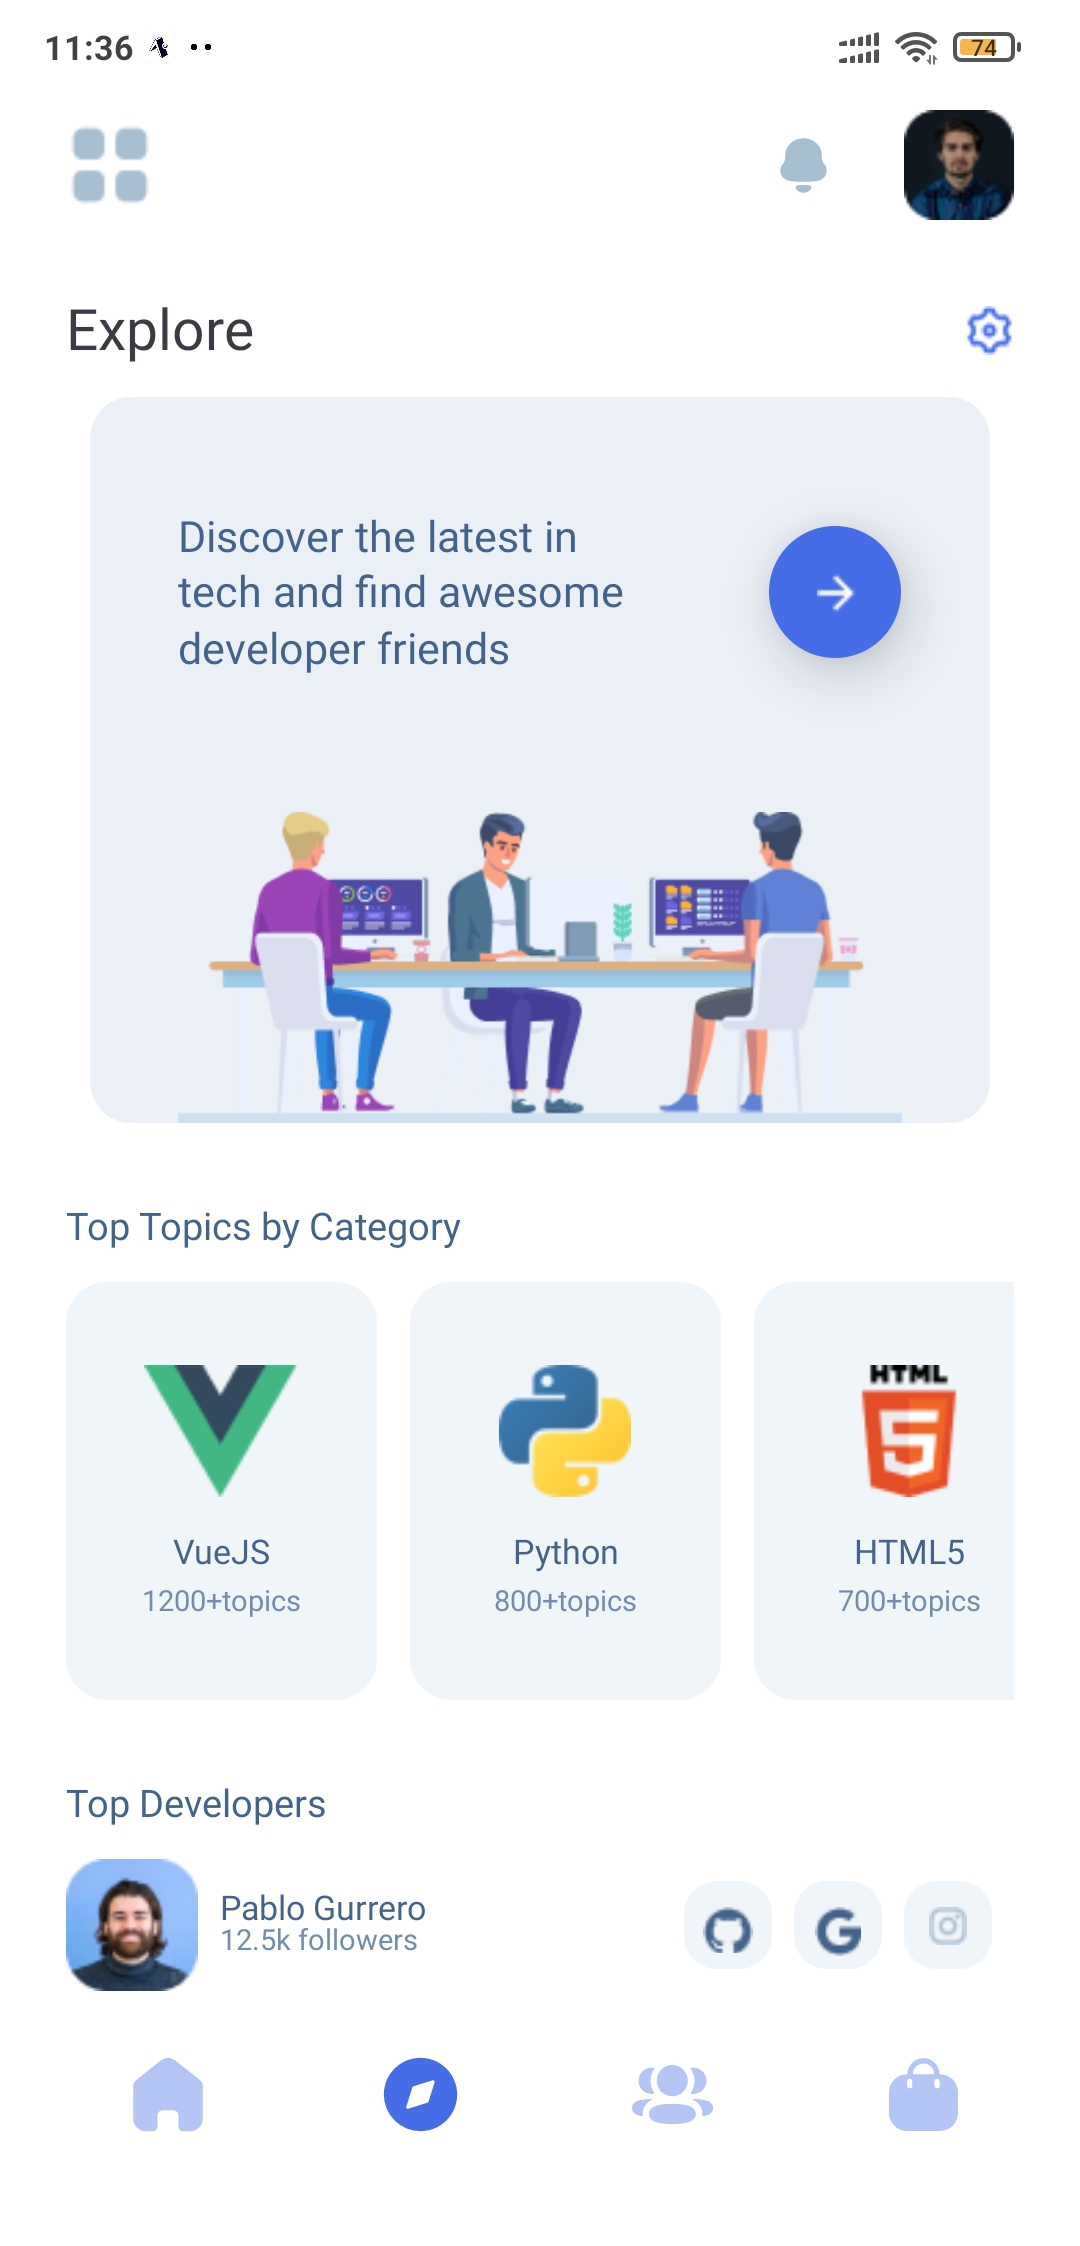 11:36
74
Explore
Discover the latest in
tech and find awesome
developer friends
Top Topics by Category
HTML
5
VueJS
Python
HTML5
1200+topics
800+topics
700+topics
Top Developers
Pablo Gurrero
12.5k followers
G